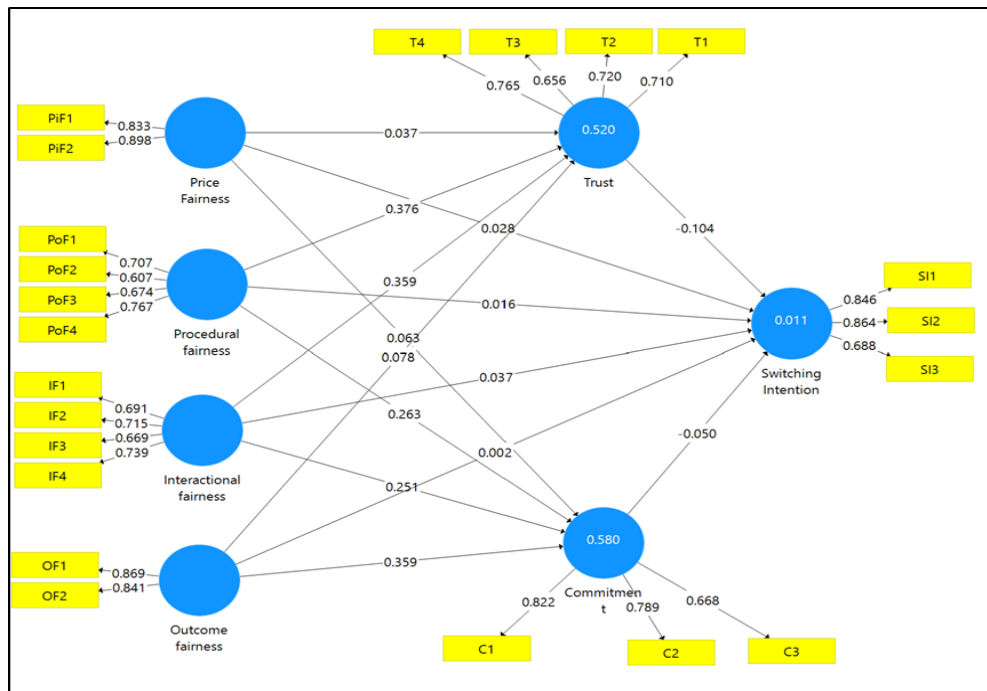 T4
T3
T2
T1
0.765
0.656
0.720
0.710
PiF1
PiF2
0.833
0.898
Price
Fairness
0.037
0.520
Trust
0.376
0.028
-0.104
PoF1
PoF2
PoF3
PoF4
0.707
0.607
0.674
0.767
Procedural
fairness
0.359
0.016
0.011
Switching
Intention
0.846
0.864
0.688
SI1
SI2
SI3
0.063
0.078
0.037
IF1
IF2
IF3
IF4
0.691
0.715
0.669
0.739
Interactional
fairness
0.263
0.002
-0.050
0.251
OF1
OF2
0.869
0.841
Outcome
fairness
0.359
0.580
Commitmen
t
0.822
0.789
0.668
C1
C2
C3